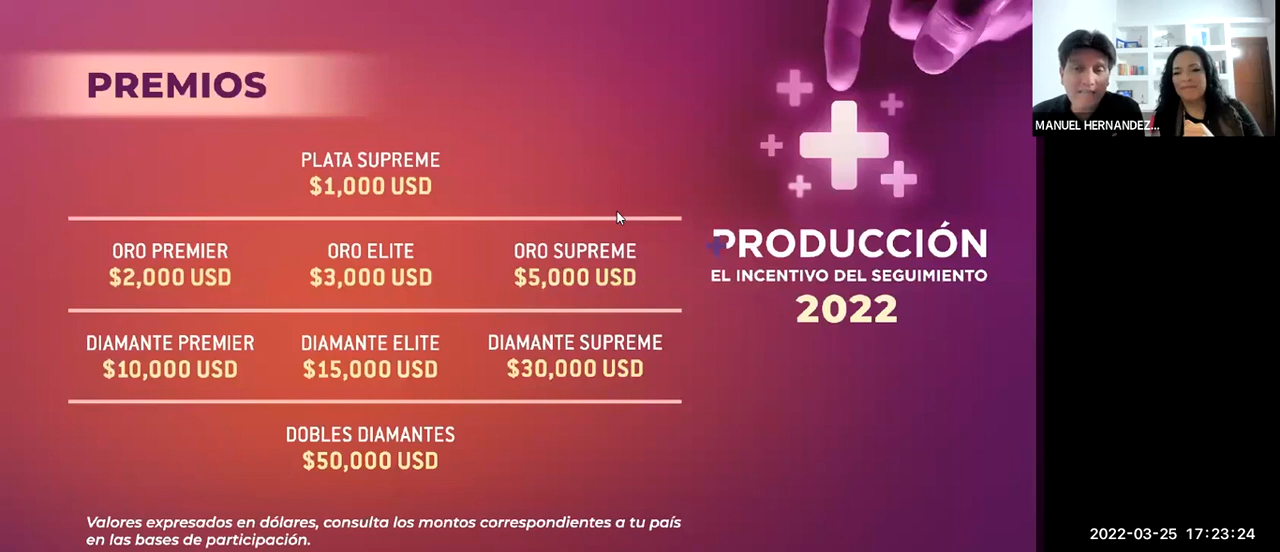 PREMIOS
PLATA SUPREME
$1,000 USD
ORO PREMIER
$2,000 USD
ORO ELITE
$3,000 USD
ORO SUPREME
$5,000 USD
DIAMANTE PREMIER
$10,000 USD
DIAMANTE ELITE
$15,000 USD
DIAMANTE SUPREME
$30,000 USD
DOBLES DIAMANTES
$50,000 USD
Valores expresados en dólares, consulta los montos correspondientes a tu país
en las bases de participación.
PRODUCCIÓN
EL INCENTIVO DEL SEGUIMIENTO
2022
MANUEL HERNANDEZ...
2022-03-25 17:23:24